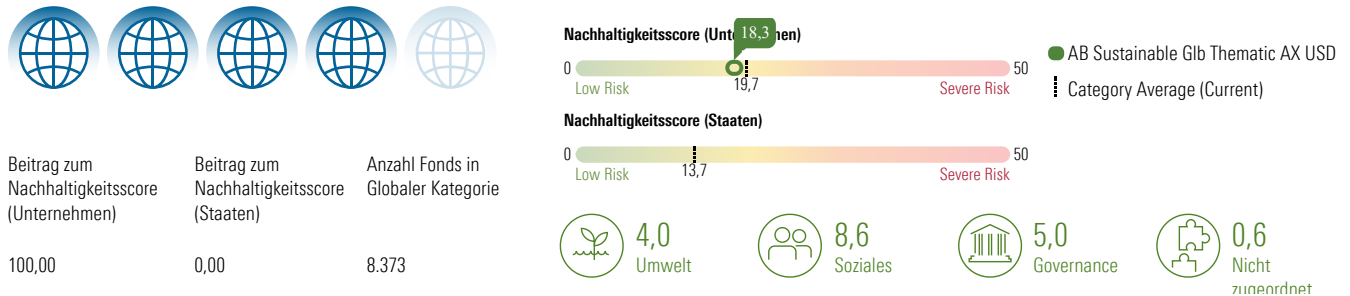 Beitrag zum
Nachhaltigkeitsscore
(Unternehmen)
100,00
Beitrag zum
Nachhaltigkeitsscore
(Staaten)
0,00
Anzahl Fonds in
Globaler Kategorie
8.373
Nachhaltigkeitsscore hen)
18,3
0
50
Low Risk
19,7
Severe Risk
Nachhaltigkeitsscore (Staaten)
0
50
Low Risk
13,7
Severe Risk
AB Sustainable Glb Thematic AX USD
Category Average (Current)
4,0
Umwelt
8,6
Soziales
5,0
Governance
0,6
Nicht
zugeordnet